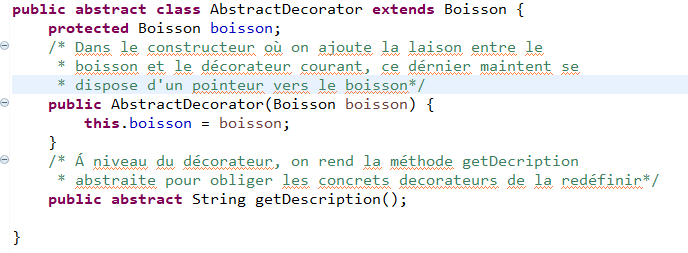 public abstract class AbstractDecorator extends Boisson {
protected Boisson boisson;
/* Dans le constructeur où on ajoute la laison entre le
* boisson et le décorateur courant, ce dérnier maintent se
* dispose d'un pointeur vers le boisson*/
public AbstractDecorator(Boisson boisson) {
this.boisson = boisson;
}
/* Á niveau du décorateur, on rend la méthode getDecription
* abstraite pour obliger les concrets decorateurs de la redéfinir*/
public abstract String getDescription();
}